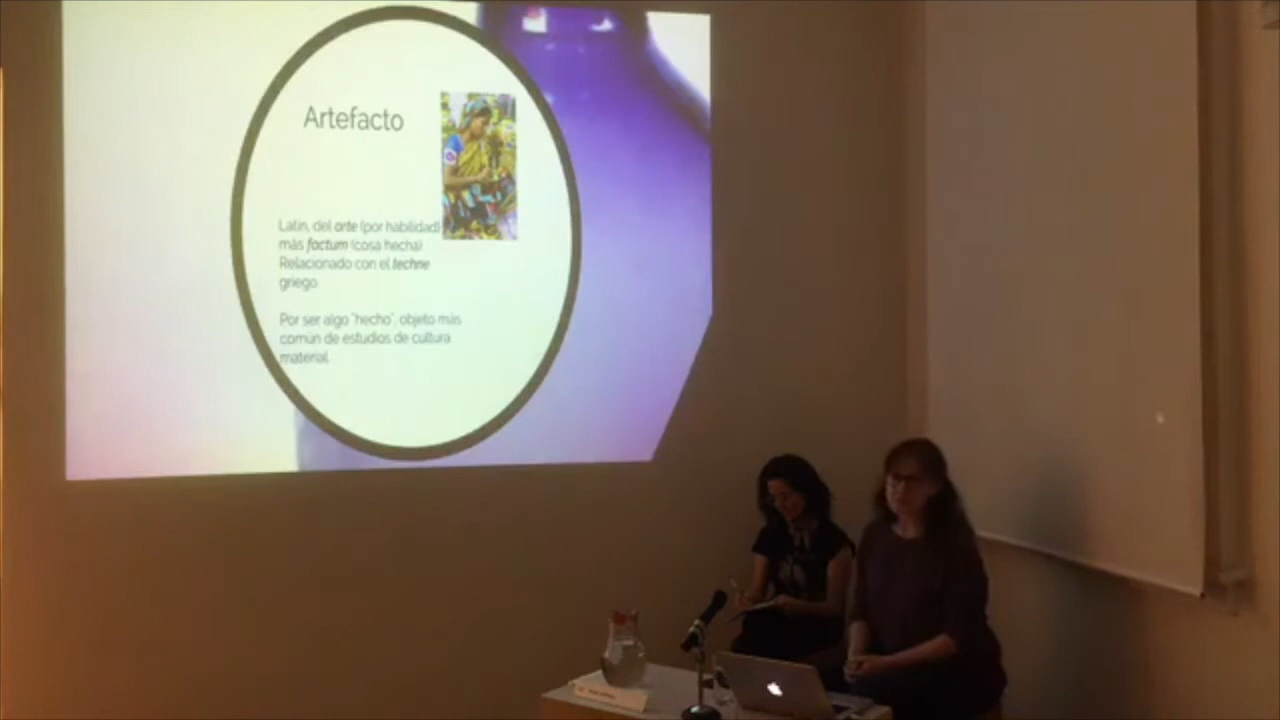 Artefacto
Latin, del arte (por habilidad)
más factum (cosa hecha)
Relacionado con el techne
griego
Por ser algo "hecho", objeto más
común de estudios de cultura
material.